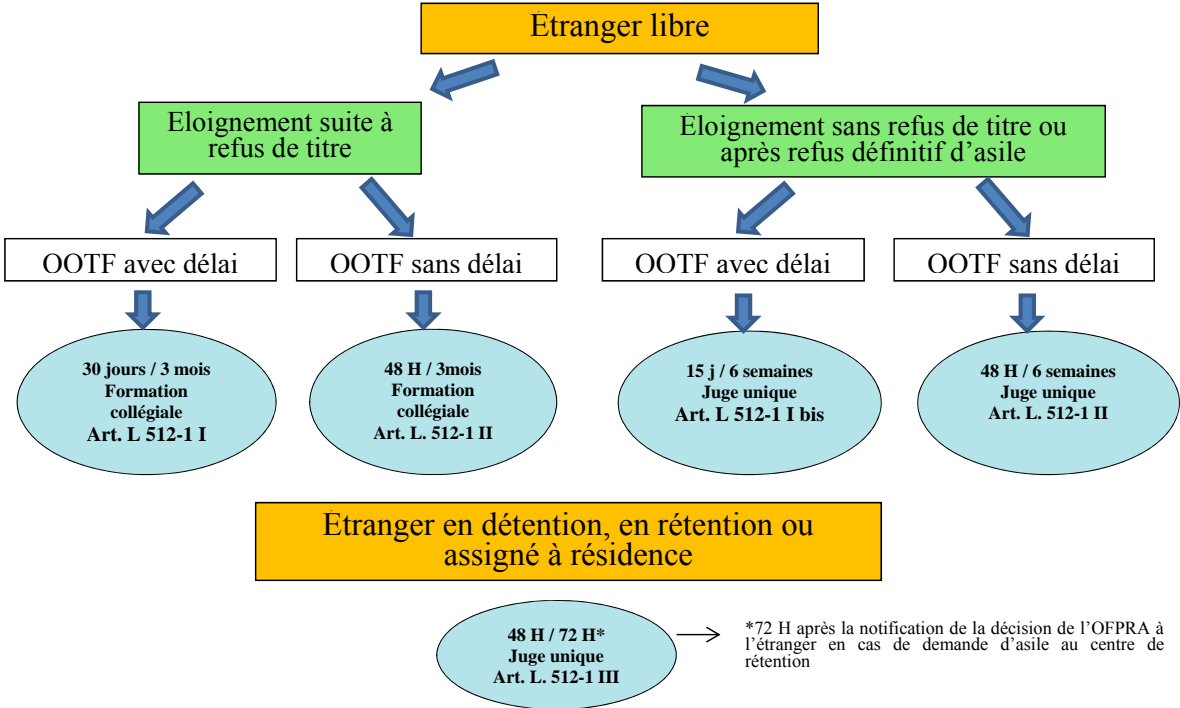 Étranger libre
Eloignement suite à
refus de titre
Éloignement sans refus de titre ou
après refus définitif d’asile
OOTF avec délai
OOTF sans délai
OOTF avec délai
OOTF sans délai
30 jours / 3 mois
Formation
collégiale
Art. L 512-1 I
48 H / 3mois
Formation
collégiale
Art. L. 512-1 II
15 j / 6 semaines
Juge unique
Art. L 512-1 I bis
48 H / 6 semaines
Juge unique
Art. L. 512-1 II
Étranger en détention, en rétention ou
assigné à résidence
48 H / 72 H*
Juge unique
Art. L. 512-1 III
*72 H après la notification de la décision de l’OFPRA à
l’étranger en cas de demande d’asile au centre de
rétention